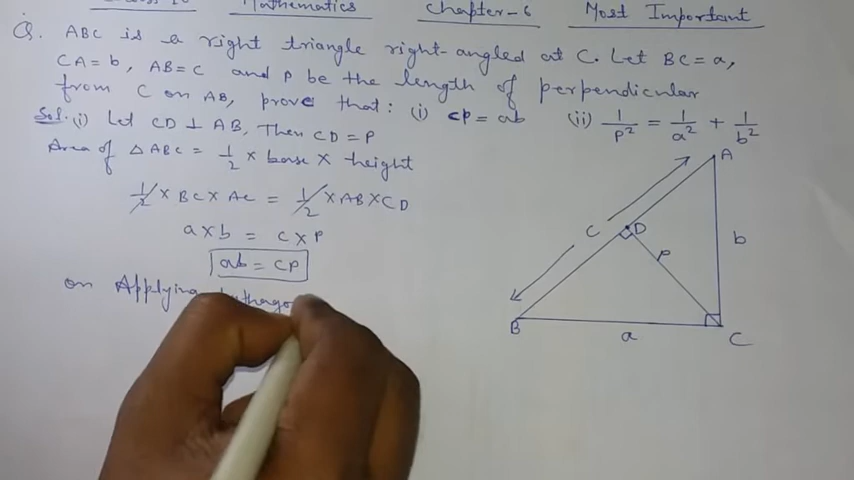 Mathematics Chapter-6 Most Important
Q. ABC is a right triangle right-angled at C. Let BC = a,
CA = b, AB = c and p be the length of perpendicular
from C on AB, prove that: (i) cp = ab (ii) 1/p² = 1/a² + 1/b²
Sol. (i) Let CD ⊥ AB, Then CD = P
Area of △ ABC = 1/2 × base × height
1/2 × BC × AC = 1/2 × AB × CD
a × b = c × P
ab = CP
on Applying
A
D
C
b
P
B
a
C